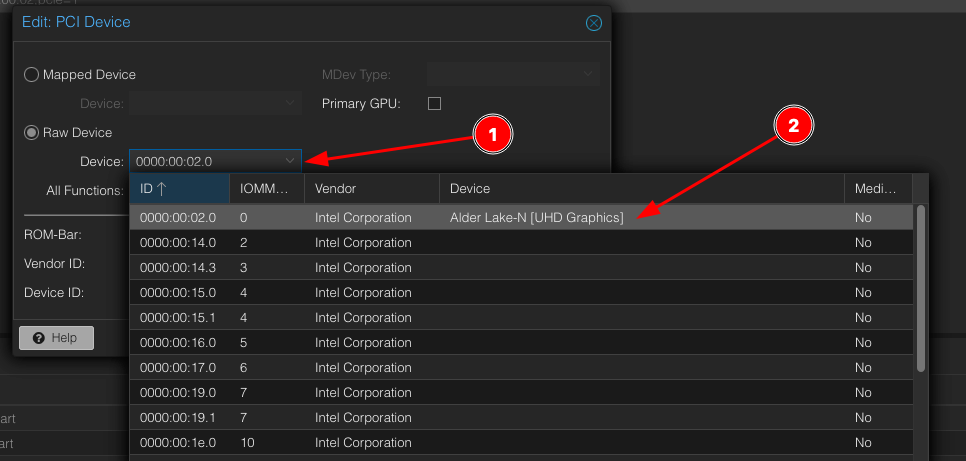 Edit: PCI Device
Mapped Device
MDev Type:
Device:
Primary GPU:
Raw Device
1
2
Device: 0000:00:02.0
All Functions:
ROM-Bar:
Vendor ID:
Device ID:
Help
ID IOMM... Vendor Device Medi...
0000:00:02.0 0 Intel Corporation Alder Lake-N [UHD Graphics] No
0000:00:14.0 2 Intel Corporation No
0000:00:14.3 3 Intel Corporation No
0000:00:15.0 4 Intel Corporation No
0000:00:15.1 4 Intel Corporation No
0000:00:16.0 5 Intel Corporation No
0000:00:17.0 6 Intel Corporation No
0000:00:19.0 7 Intel Corporation No
0000:00:19.1 7 Intel Corporation No
0000:00:1e.0 10 Intel Corporation No
art
art